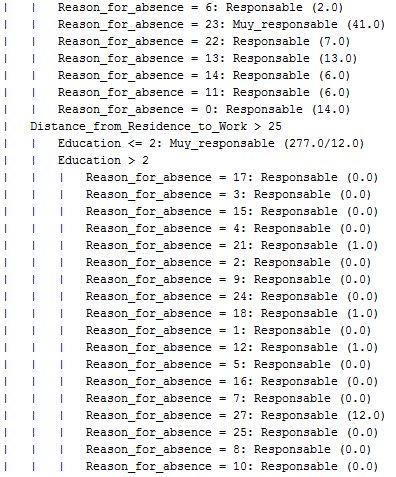 |   |   Reason_for_absence = 6: Responsable (2.0)
|   |   Reason_for_absence = 23: Muy_responsable (41.0)
|   |   Reason_for_absence = 22: Responsable (7.0)
|   |   Reason_for_absence = 13: Responsable (13.0)
|   |   Reason_for_absence = 14: Responsable (6.0)
|   |   Reason_for_absence = 11: Responsable (6.0)
|   |   Reason_for_absence = 0: Responsable (14.0)
|   Distance_from_Residence_to_Work > 25
|   |   Education <= 2: Muy_responsable (277.0/12.0)
|   |   Education > 2
|   |   |   Reason_for_absence = 17: Responsable (0.0)
|   |   |   Reason_for_absence = 3: Responsable (0.0)
|   |   |   Reason_for_absence = 15: Responsable (0.0)
|   |   |   Reason_for_absence = 4: Responsable (0.0)
|   |   |   Reason_for_absence = 21: Responsable (1.0)
|   |   |   Reason_for_absence = 2: Responsable (0.0)
|   |   |   Reason_for_absence = 9: Responsable (0.0)
|   |   |   Reason_for_absence = 24: Responsable (0.0)
|   |   |   Reason_for_absence = 18: Responsable (1.0)
|   |   |   Reason_for_absence = 1: Responsable (0.0)
|   |   |   Reason_for_absence = 12: Responsable (1.0)
|   |   |   Reason_for_absence = 5: Responsable (0.0)
|   |   |   Reason_for_absence = 16: Responsable (0.0)
|   |   |   Reason_for_absence = 7: Responsable (0.0)
|   |   |   Reason_for_absence = 27: Responsable (12.0)
|   |   |   Reason_for_absence = 25: Responsable (0.0)
|   |   |   Reason_for_absence = 8: Responsable (0.0)
|   |   |   Reason_for_absence = 10: Responsable (0.0)